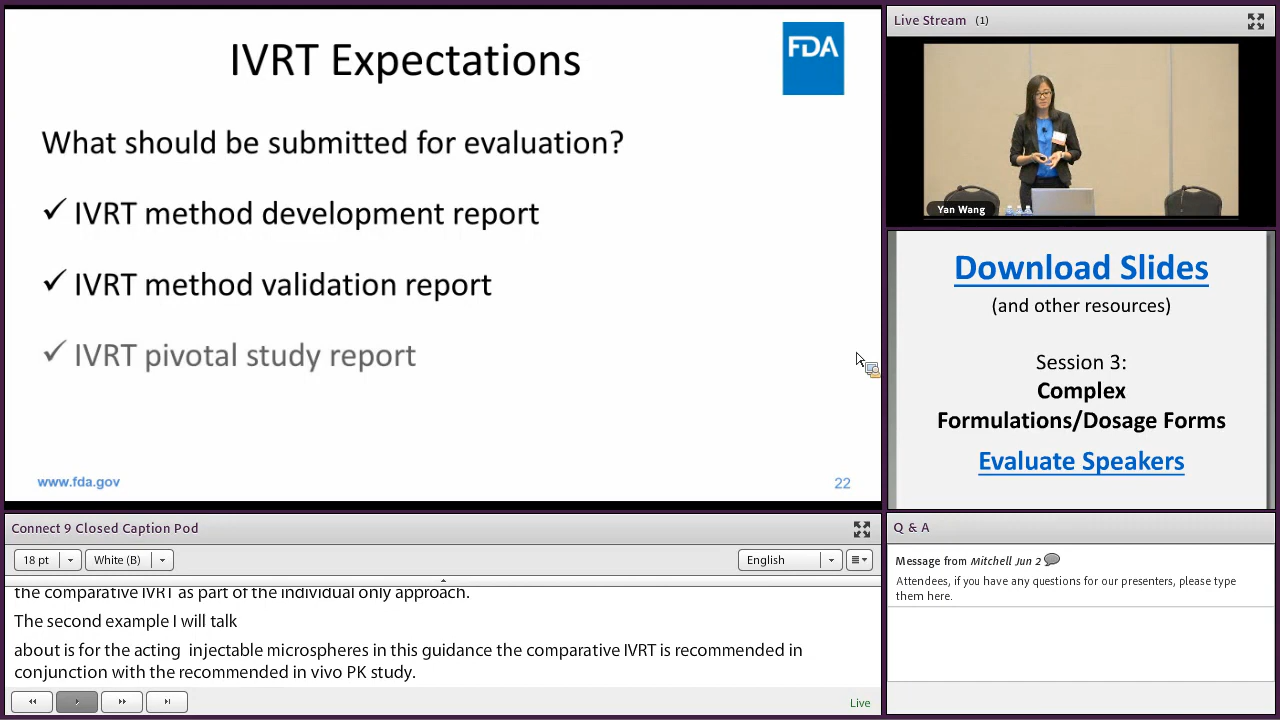 IVRT Expectations
FDA
What should be submitted for evaluation?
✓ IVRT method development report
✓ IVRT method validation report
✓ IVRT pivotal study report
www.fda.gov
22
Live Stream (1)
Yan Wang
Download Slides
(and other resources)
Session 3:
Complex
Formulations/Dosage Forms
Evaluate Speakers
Connect 9 Closed Caption Pod
18 pt
White (B)
English
the comparative IVRT as part of the individual only approach.
The second example I will talk
about is for the acting injectable microspheres in this guidance the comparative IVRT is recommended in
conjunction with the recommended in vivo PK study.
Live
Q & A
Message from Mitchell Jun 2
Attendees, if you have any questions for our presenters, please type
them here.